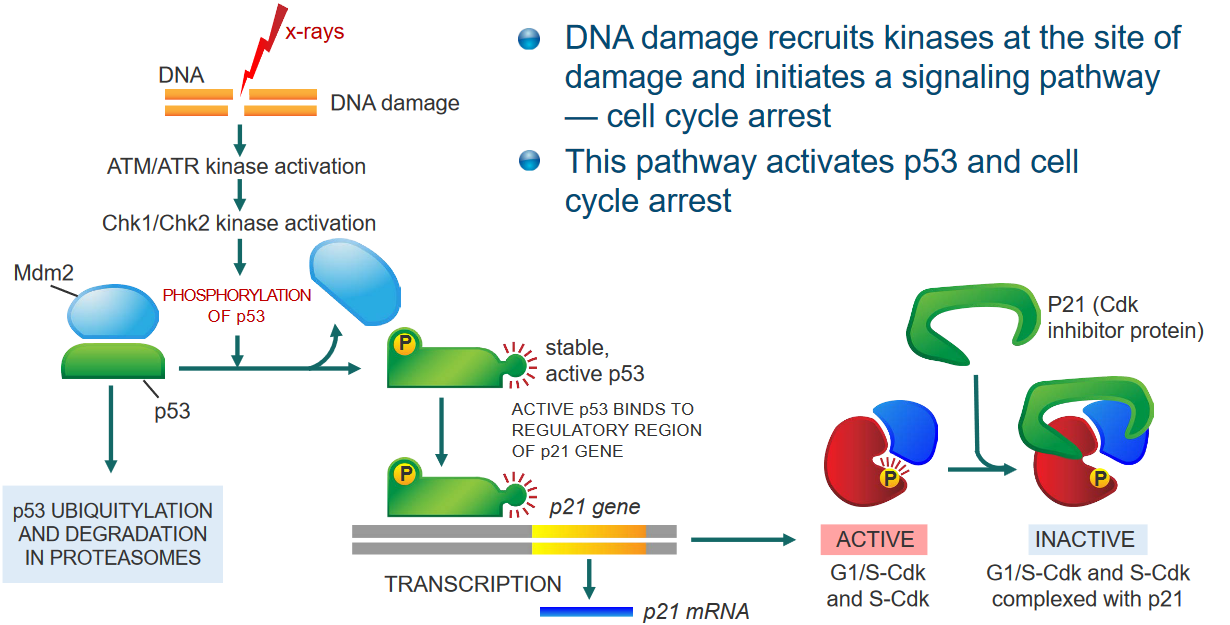 x-rays
DNA
DNA damage
ATM/ATR kinase activation
Chk1/Chk2 kinase activation
Mdm2
PHOSPHORYLATION
OF p53
p53
P
stable,
active p53
ACTIVE p53 BINDS TO
REGULATORY REGION
OF p21 GENE
P
p21 gene
p53 UBIQUITYLATION
AND DEGRADATION
IN PROTEASOMES
TRANSCRIPTION
p21 mRNA
DNA damage recruits kinases at the site of
damage and initiates a signaling pathway
— cell cycle arrest
This pathway activates p53 and cell
cycle arrest
P21 (Cdk
inhibitor protein)
P
P
ACTIVE
G1/S-Cdk
and S-Cdk
INACTIVE
G1/S-Cdk and S-Cdk
complexed with p21